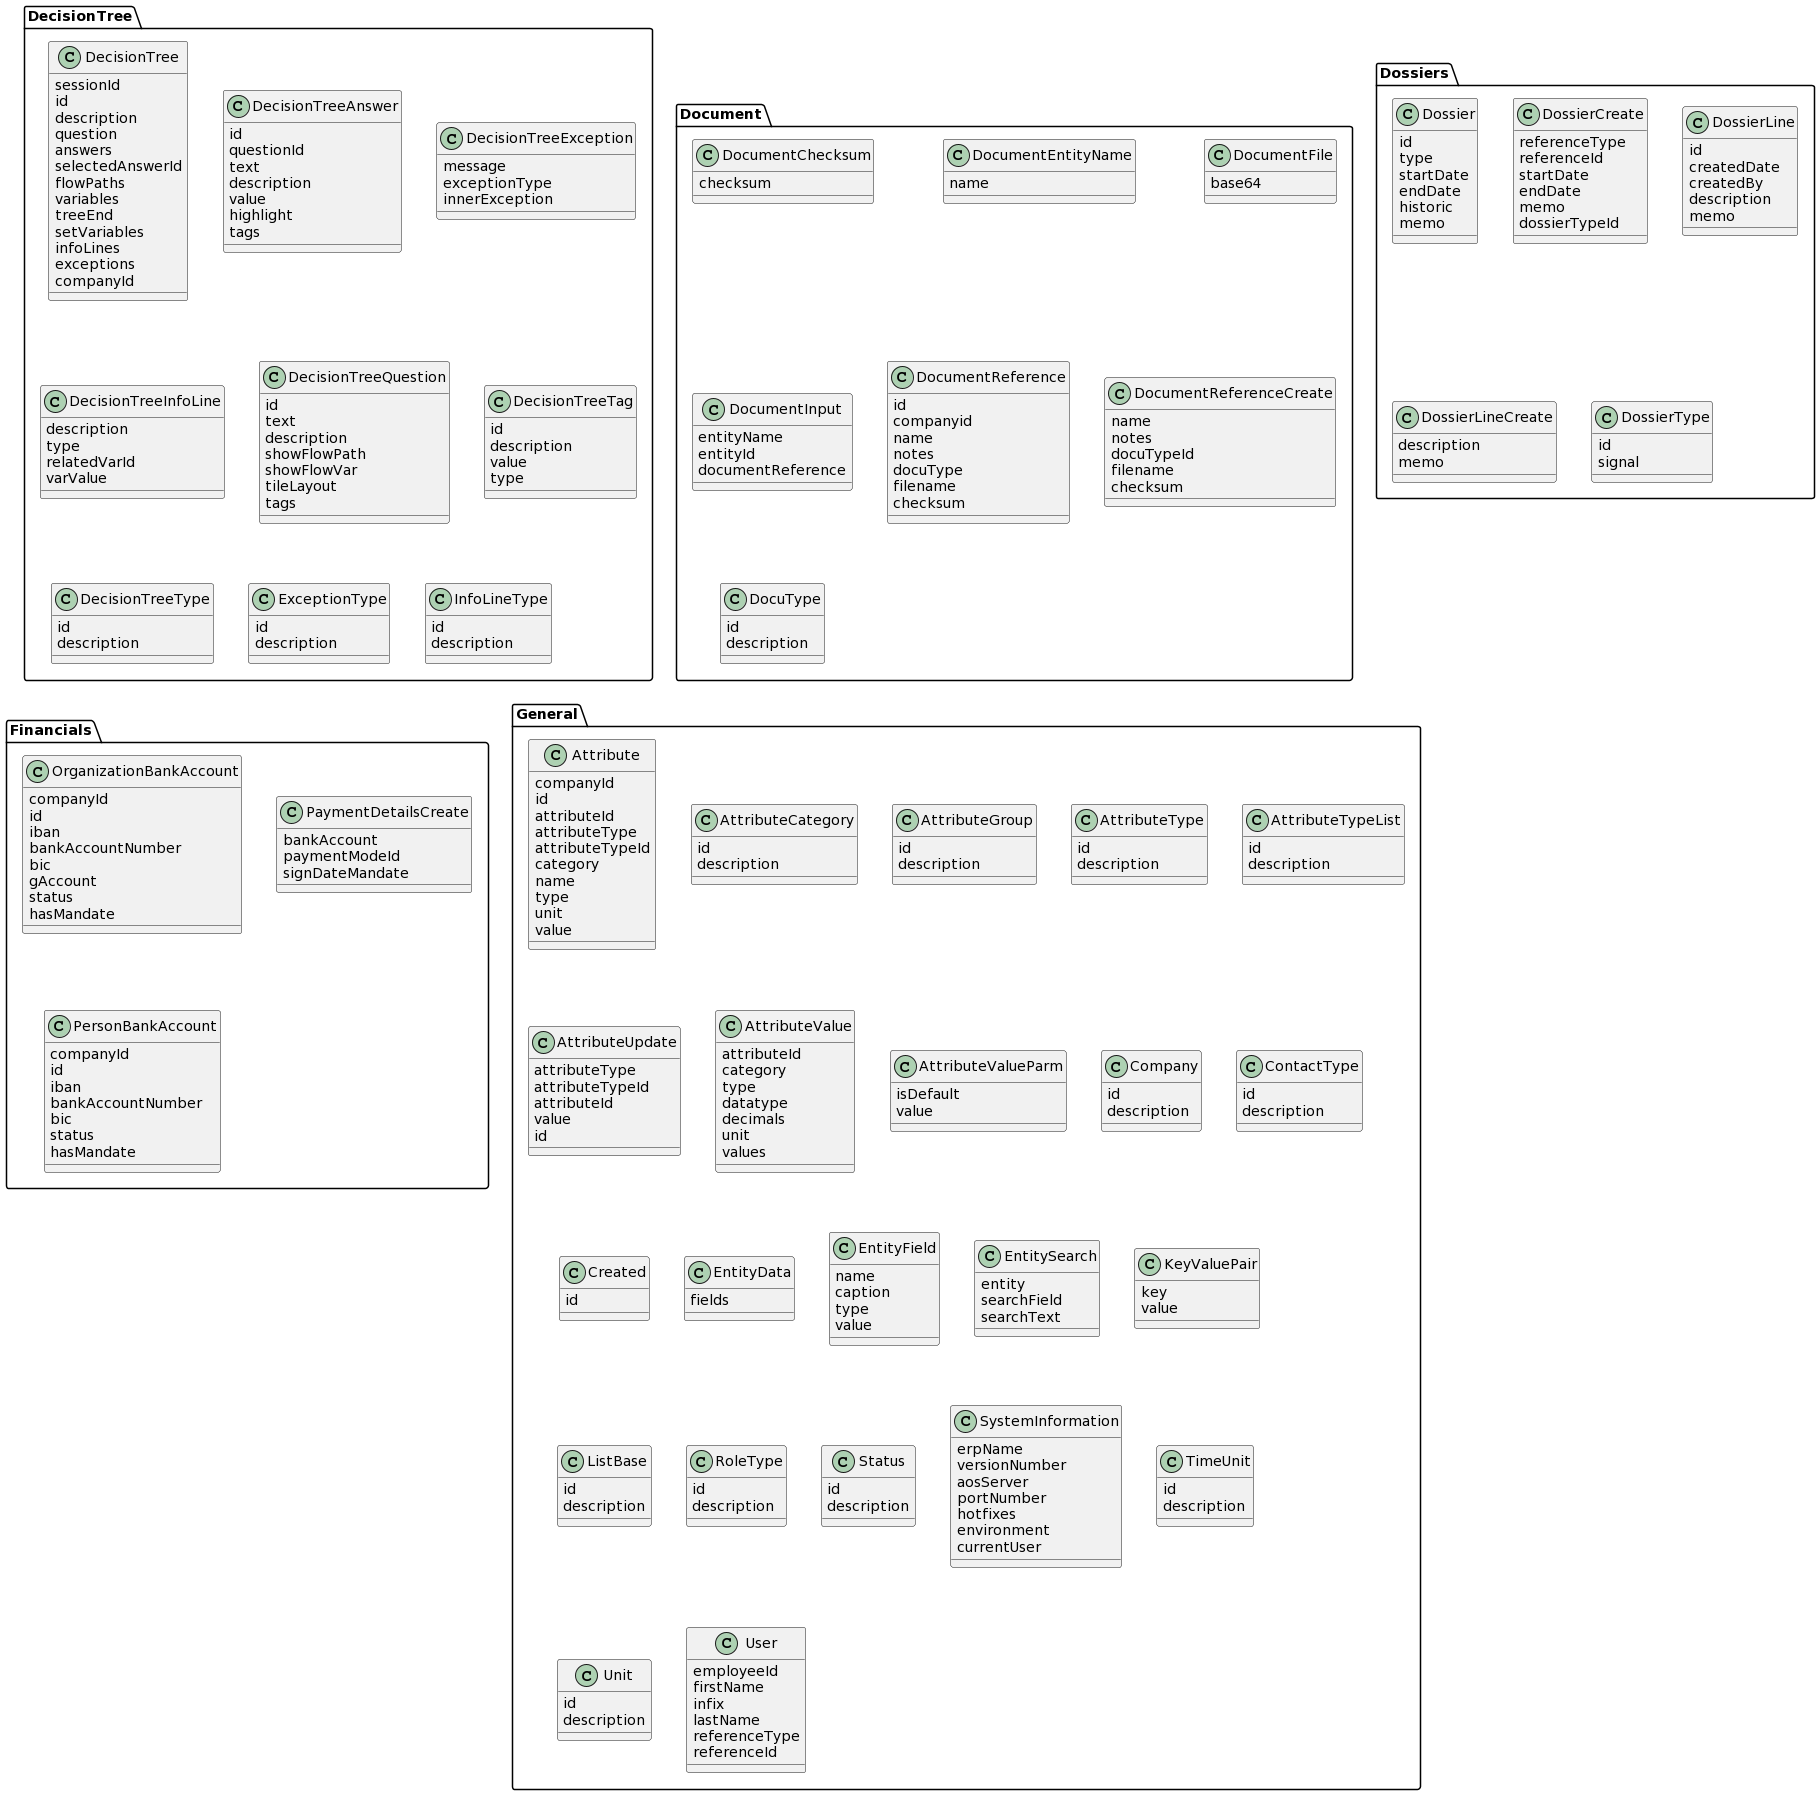 DecisionTree
C DecisionTree
sessionId
id
description
question
answers
selectedAnswerId
flowPaths
variables
treeEnd
setVariables
infoLines
exceptions
companyId
C DecisionTreeAnswer
id
questionId
text
description
value
highlight
tags
C DecisionTreeException
message
exceptionType
innerException
C DecisionTreeInfoLine
description
type
relatedVarId
varValue
C DecisionTreeQuestion
id
text
description
showFlowPath
showFlowVar
tileLayout
tags
C DecisionTreeTag
id
description
value
type
C DecisionTreeType
id
description
C ExceptionType
id
description
C InfoLineType
id
description
Document
C DocumentChecksum
checksum
C DocumentEntityName
name
C DocumentFile
base64
C DocumentInput
entityName
entityId
documentReference
C DocumentReference
id
companyid
name
notes
docuType
filename
checksum
C DocumentReferenceCreate
name
notes
docuTypeId
filename
checksum
C DocuType
id
description
Dossiers
C Dossier
id
type
startDate
endDate
historic
memo
C DossierCreate
referenceType
referenceId
startDate
endDate
memo
dossierTypeId
C DossierLine
id
createdDate
createdBy
description
memo
C DossierLineCreate
description
memo
C DossierType
id
signal
Financials
C OrganizationBankAccount
companyId
id
iban
bankAccountNumber
bic
gAccount
status
hasMandate
C PaymentDetailsCreate
bankAccount
paymentModeId
signDateMandate
C PersonBankAccount
companyId
id
iban
bankAccountNumber
bic
status
hasMandate
General
C Attribute
companyId
id
attributeId
attributeType
attributeTypeId
category
name
type
unit
value
C AttributeCategory
id
description
C AttributeGroup
id
description
C AttributeType
id
description
C AttributeTypeList
id
description
C AttributeUpdate
attributeType
attributeTypeId
attributeId
value
id
C AttributeValue
attributeId
category
type
datatype
decimals
unit
values
C AttributeValueParm
isDefault
value
C Company
id
description
C ContactType
id
description
C Created
id
C EntityData
fields
C EntityField
name
caption
type
value
C EntitySearch
entity
searchField
searchText
C KeyValuePair
key
value
C ListBase
id
description
C RoleType
id
description
C Status
id
description
C SystemInformation
erpName
versionNumber
aosServer
portNumber
hotfixes
environment
currentUser
C TimeUnit
id
description
C Unit
id
description
C User
employeeId
firstName
infix
lastName
referenceType
referenceId